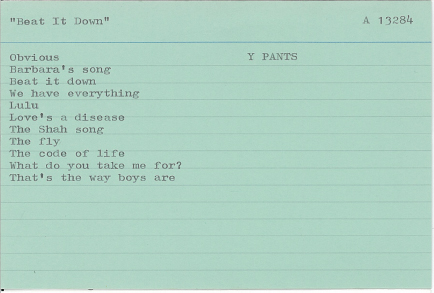 "Beat It Down" A 13284
Obvious Y PANTS
Barbara's song
Beat it down
We have everything
Lulu
Love's a disease
The Shah song
The fly
The code of life
What do you take me for?
That's the way boys are